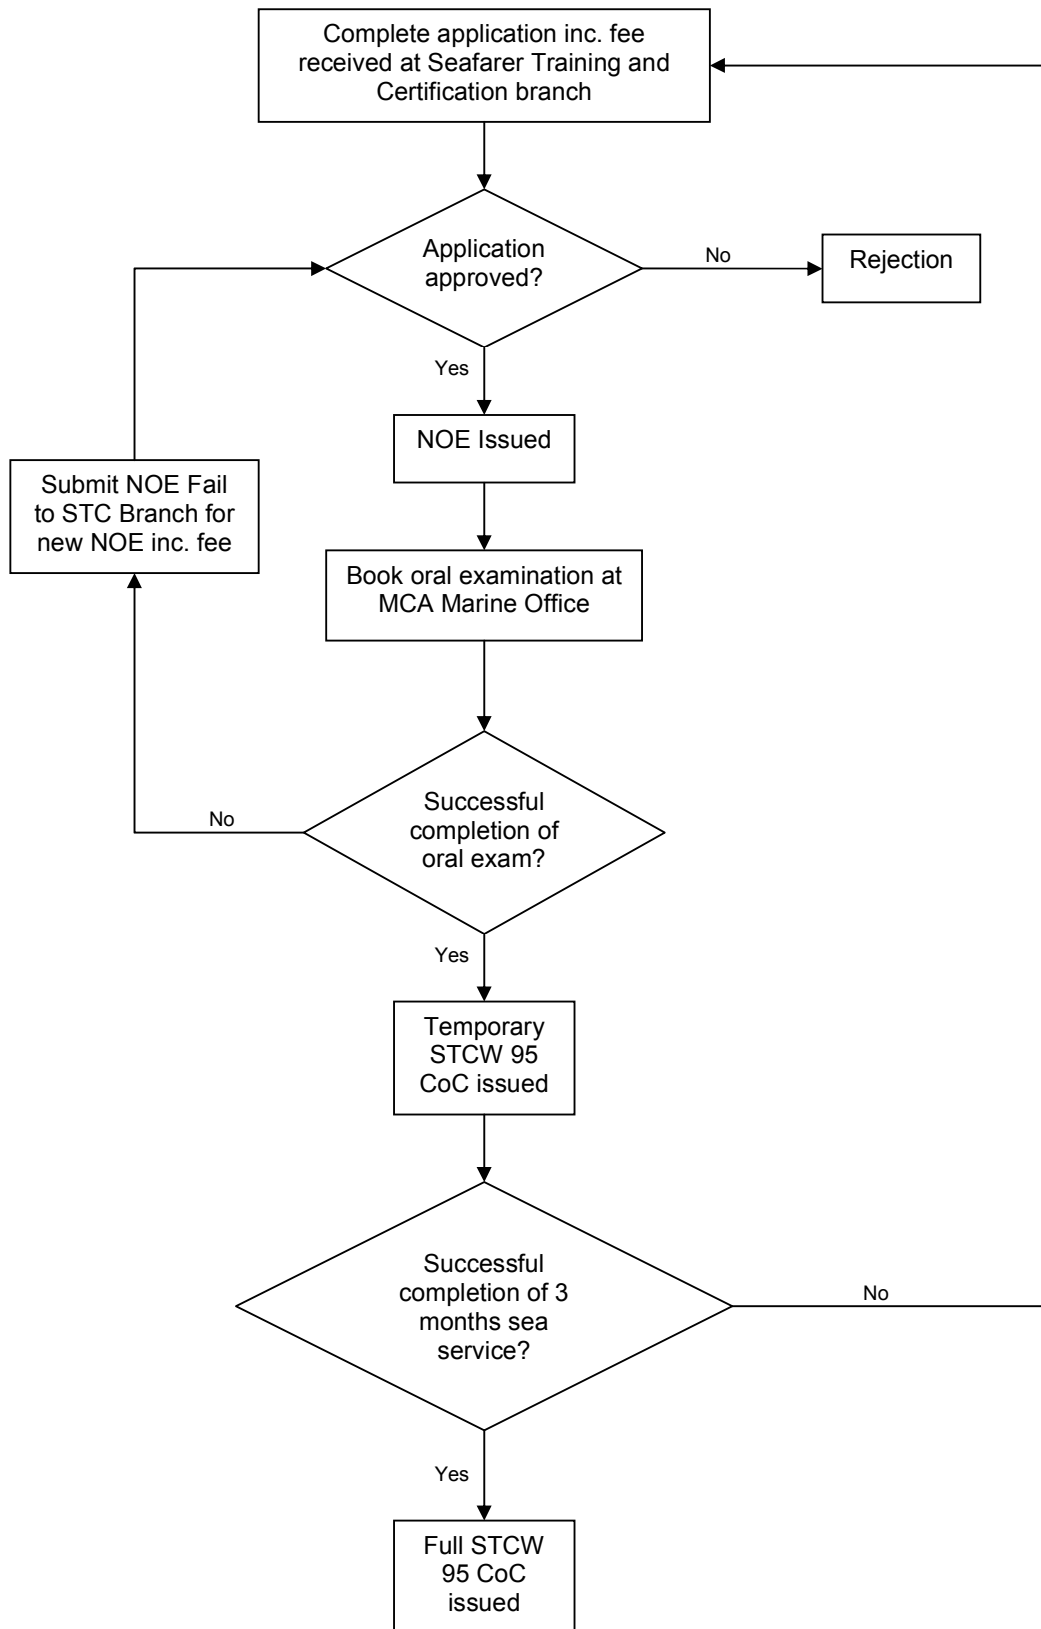 Complete application inc. fee
received at Seafarer Training and
Certification branch
Application
approved?
No
Rejection
Yes
NOE Issued
Submit NOE Fail
to STC Branch for
new NOE inc. fee
Book oral examination at
MCA Marine Office
Successful
completion of
oral exam?
No
Yes
Temporary
STCW 95
CoC issued
Successful
completion of 3
months sea
service?
No
Yes
Full STCW
95 CoC
issued